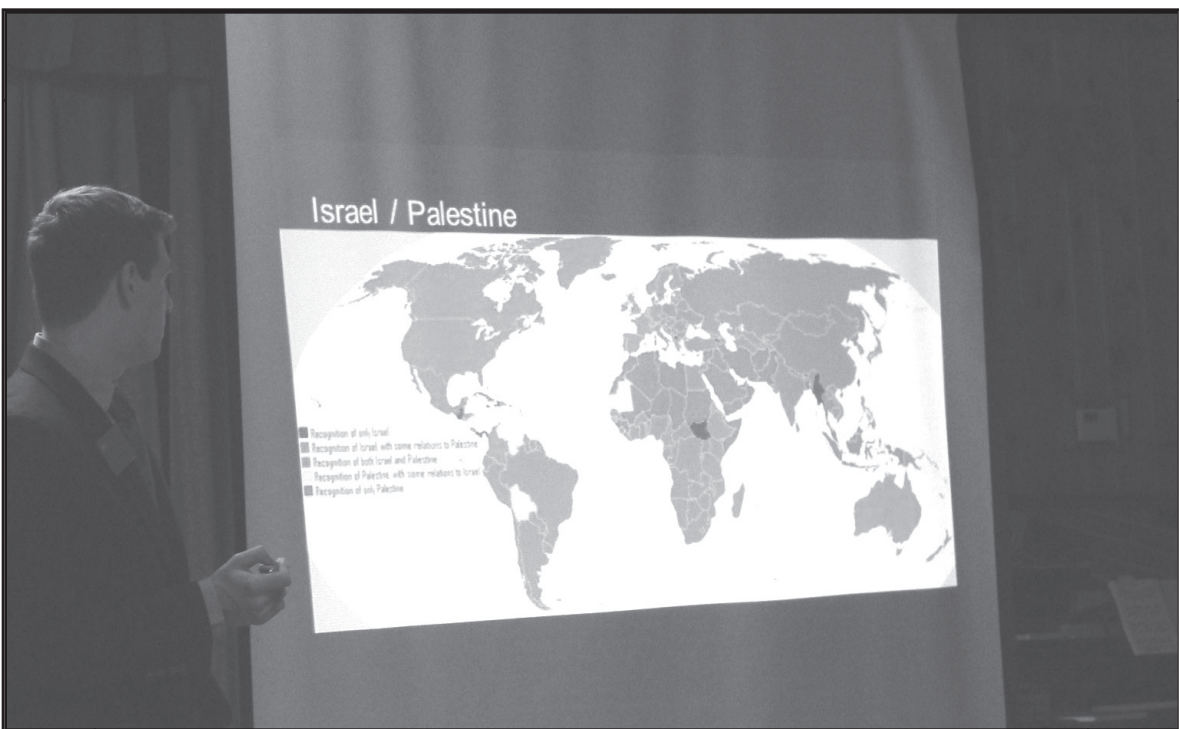 Israel / Palestine
Recognition of only Israel
Recognition of Israel, with some relations to Palestine
Recognition of both Israel and Palestine
Recognition of Palestine, with some relations to Israel
Recognition of only Palestine